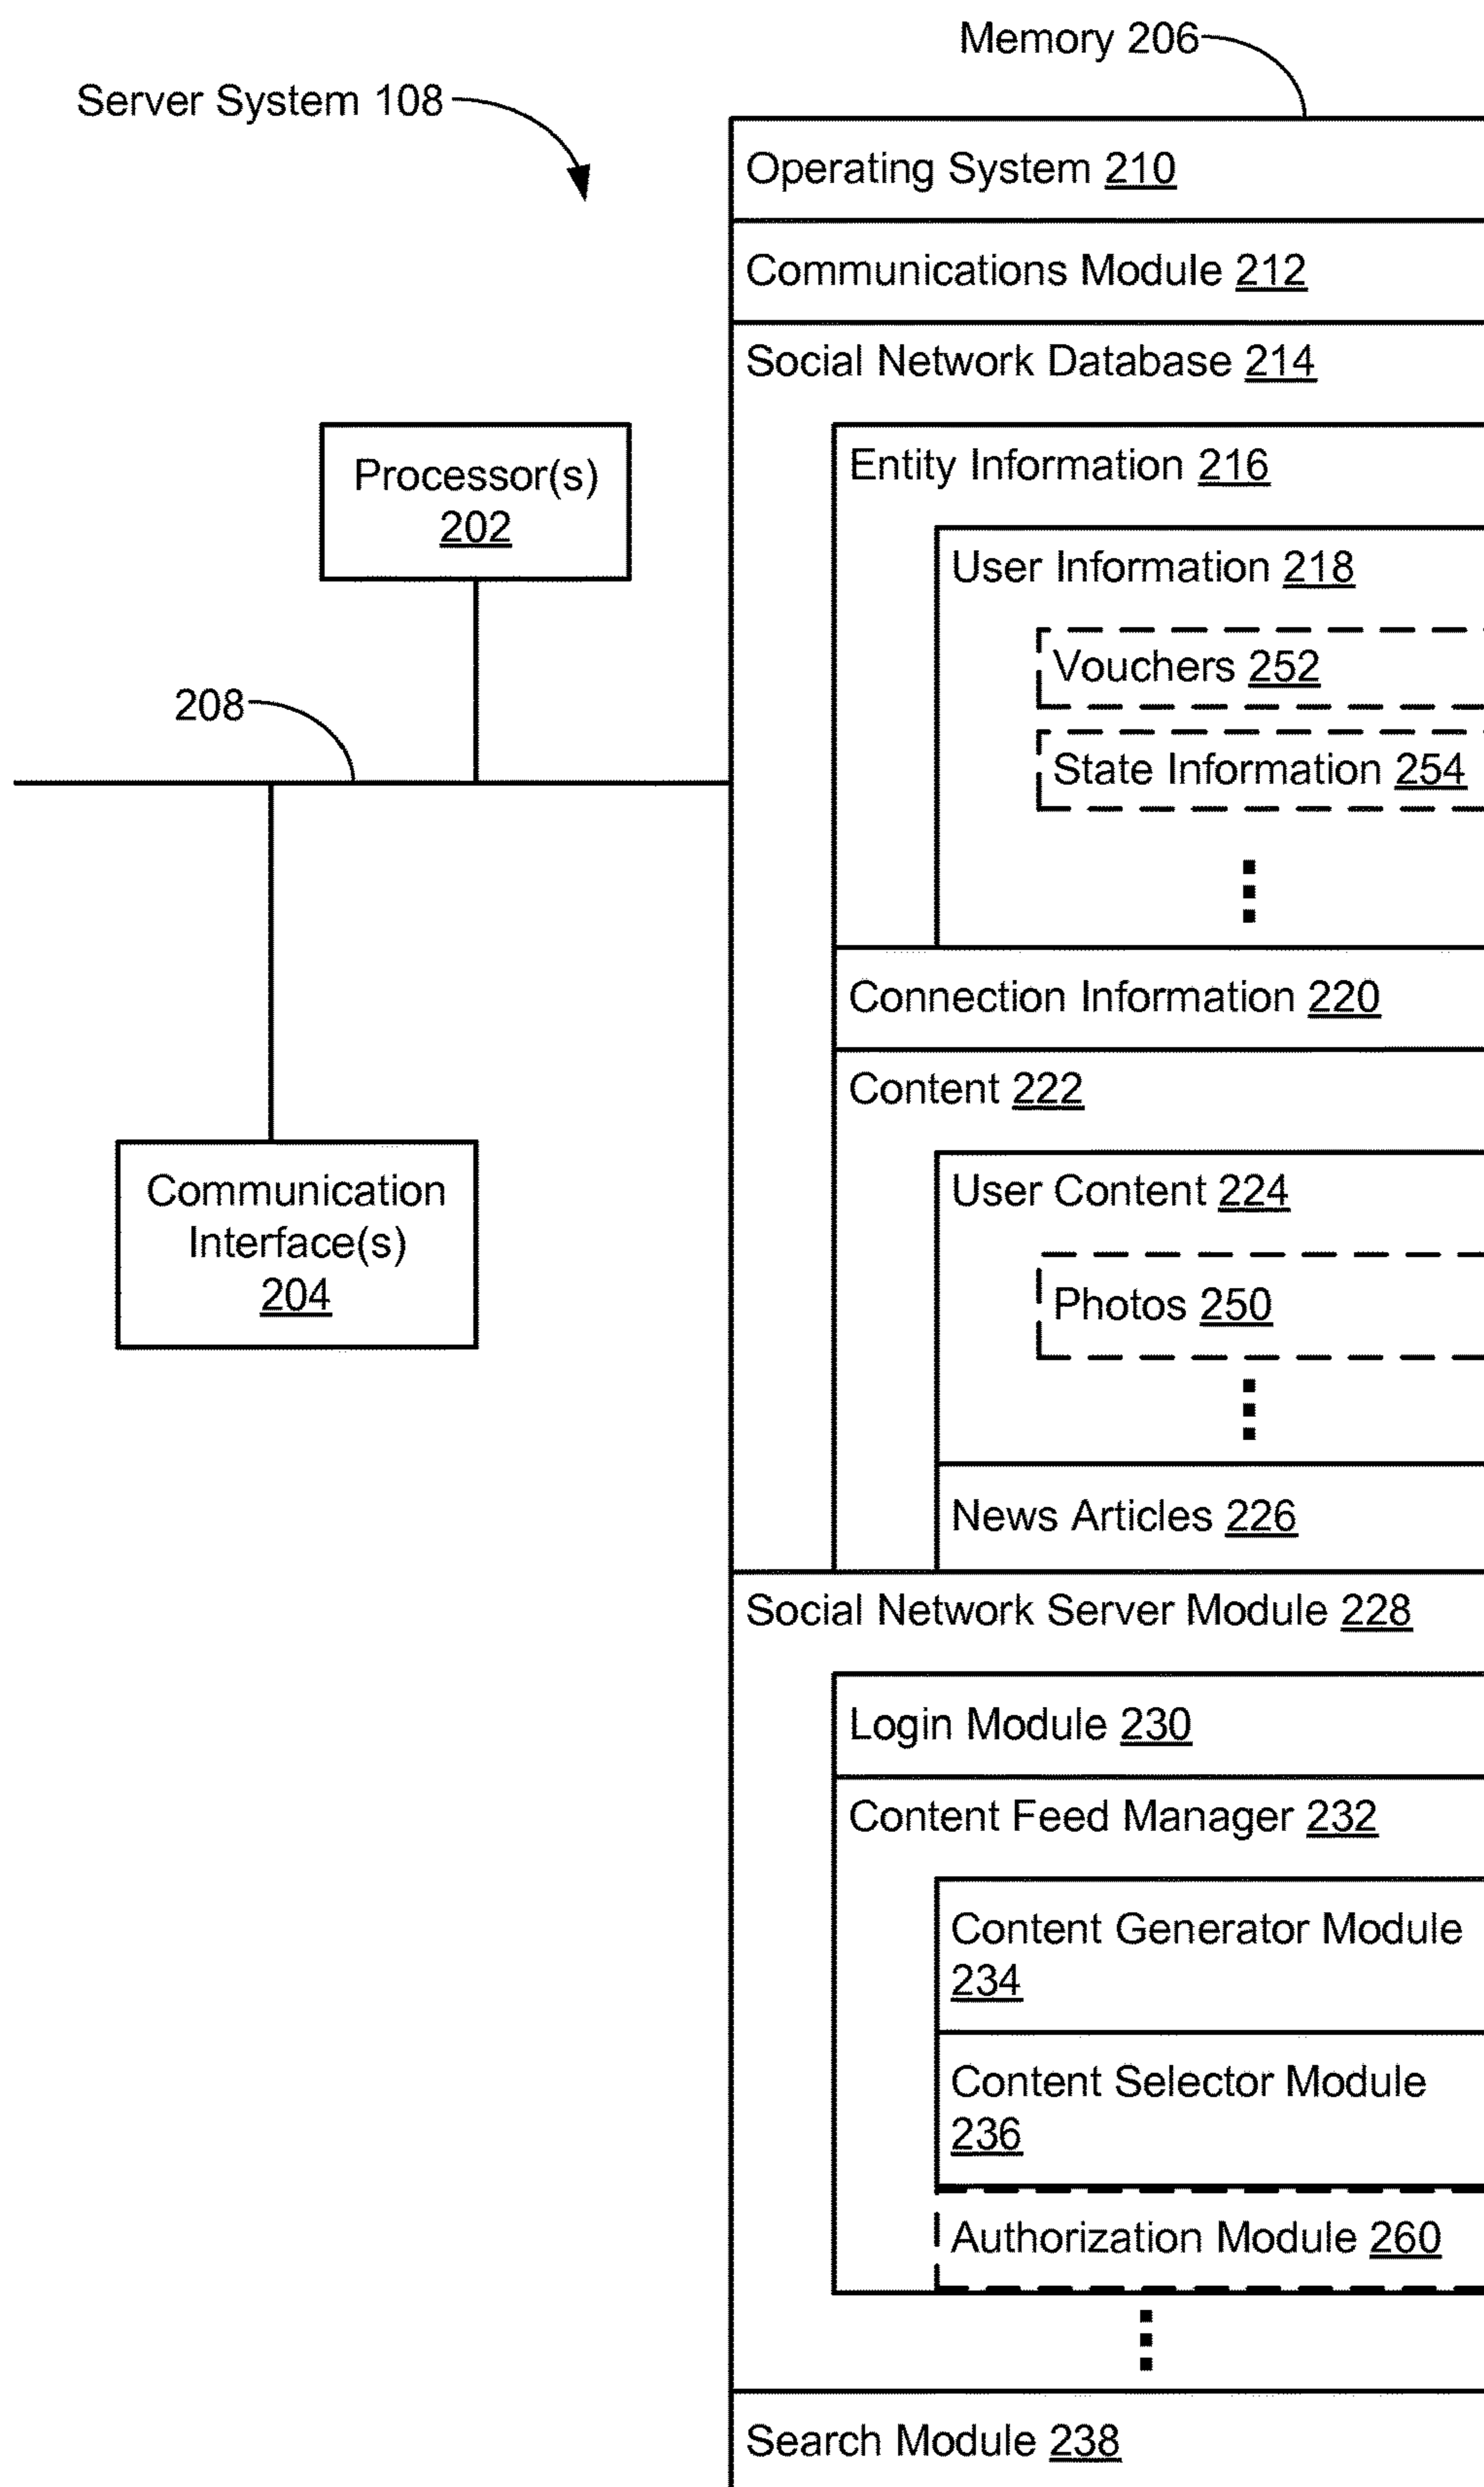 Memory 206
Server System 108
Operating System 210
Communications Module 212
Social Network Database 214
Entity Information 216
User Information 218
Vouchers 252
State Information 254
Connection Information 220
Content 222
User Content 224
Photos 250
News Articles 226
Social Network Server Module 228
Login Module 230
Content Feed Manager 232
Content Generator Module
234
Content Selector Module
236
Authorization Module 260
Search Module 238
Processor(s)
202
208
Communication
Interface(s)
204